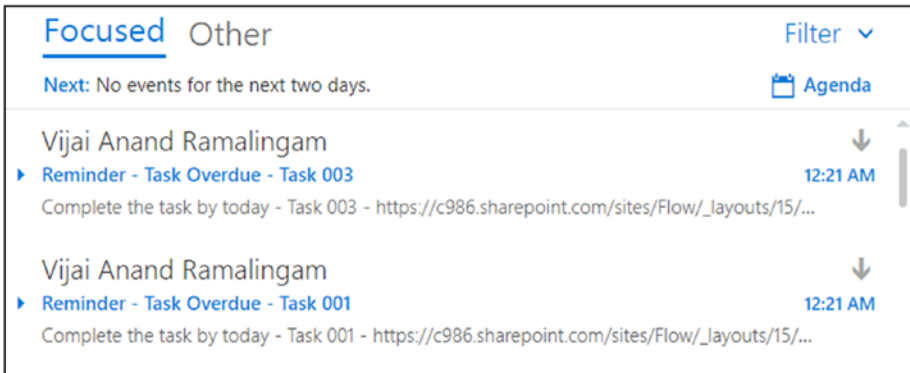 Focused Other Filter
Next: No events for the next two days. Agenda
Vijai Anand Ramalingam
Reminder - Task Overdue - Task 003 12:21 AM
Complete the task by today - Task 003 - https://c986.sharepoint.com/sites/Flow/_layouts/15/...
Vijai Anand Ramalingam
Reminder - Task Overdue - Task 001 12:21 AM
Complete the task by today - Task 001 - https://c986.sharepoint.com/sites/Flow/_layouts/15/...